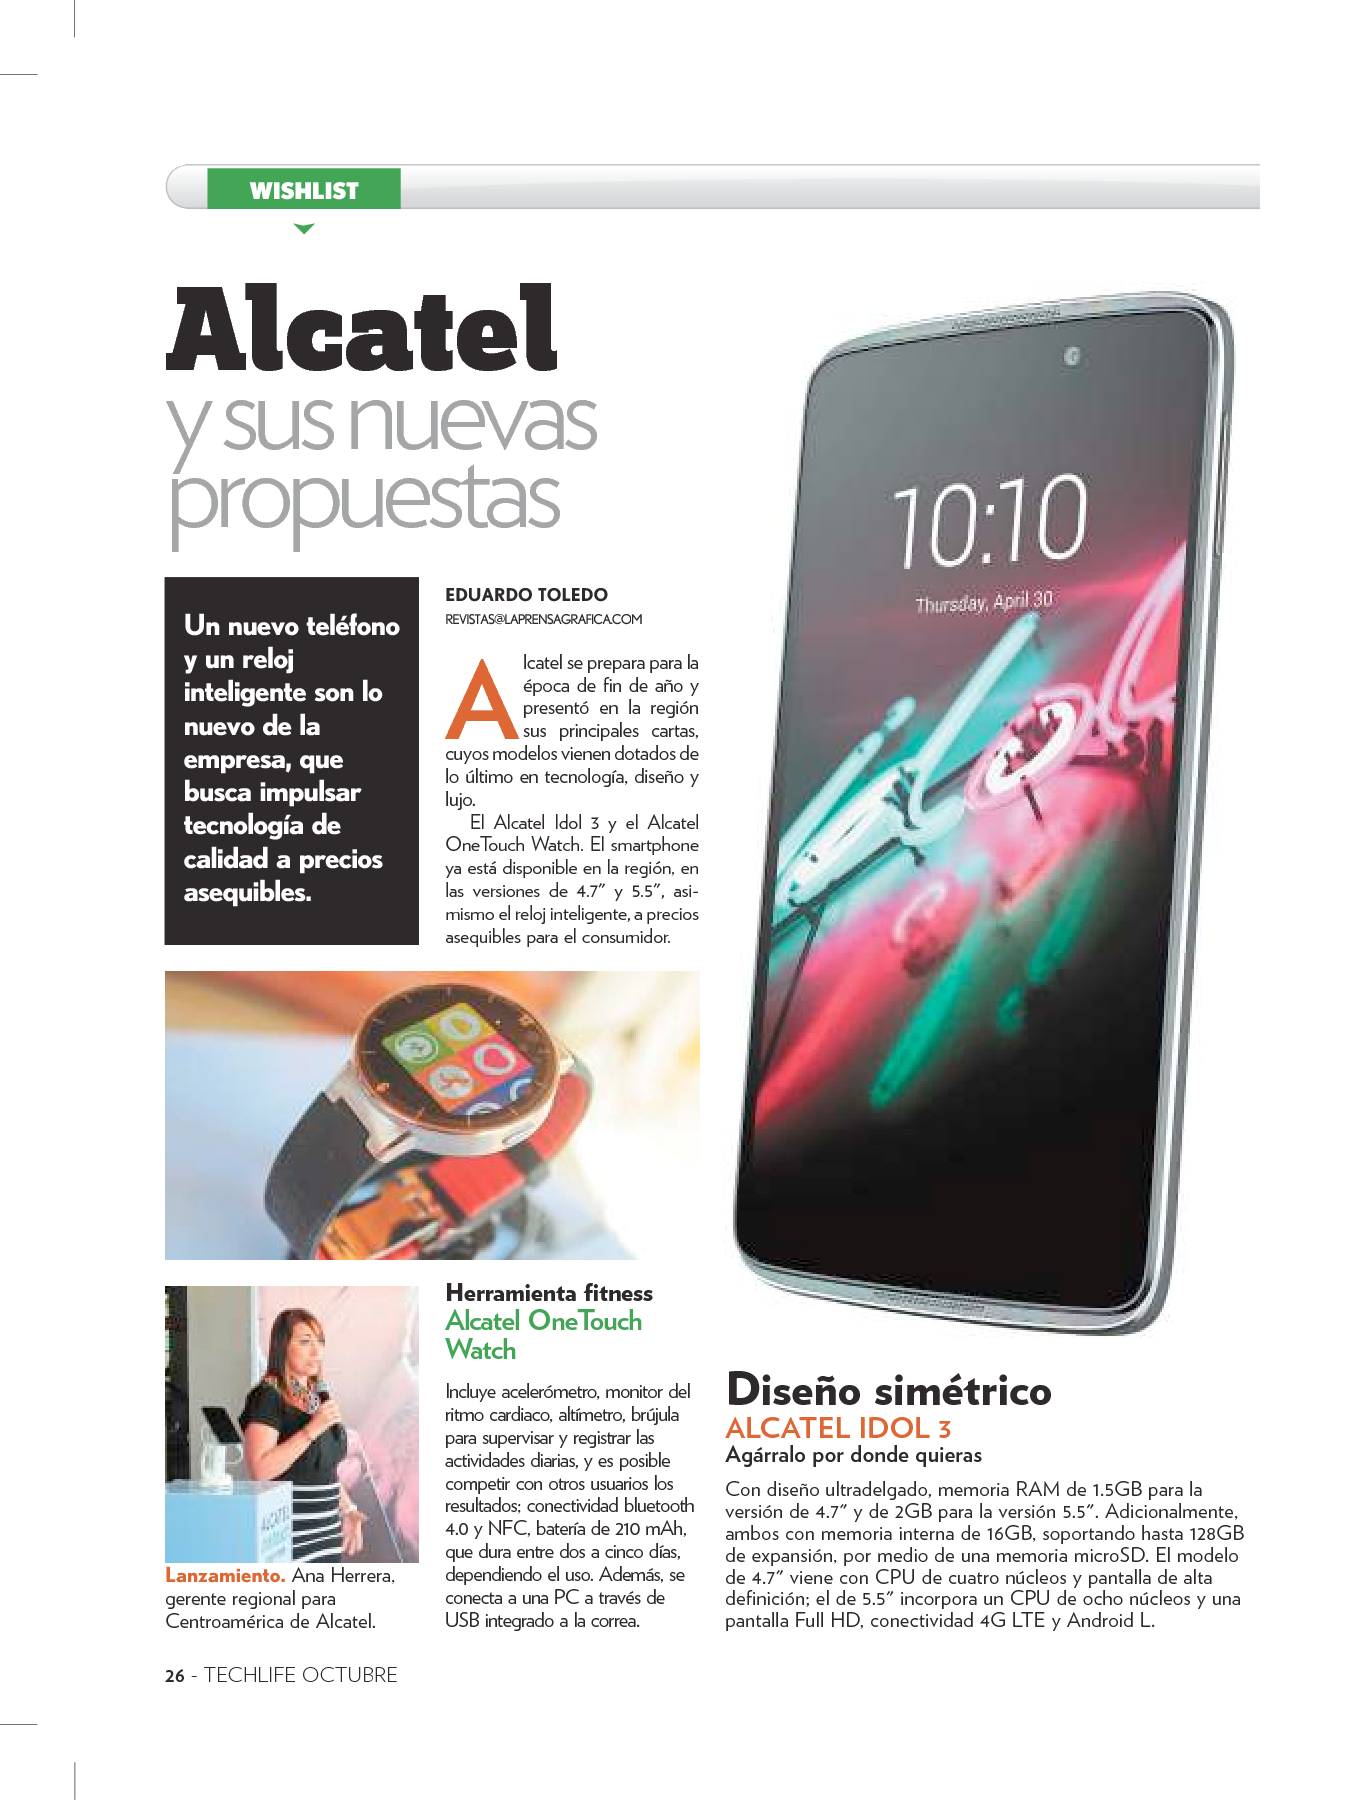 WISHLIST
Alcatel
y sus nuevas
propuestas
Un nuevo teléfono
y un reloj
inteligente son lo
nuevo de la
empresa, que
busca impulsar
tecnología de
calidad a precios
asequibles.
EDUARDO TOLEDO
REVISTAS@LAPRENSAGRAFICA.COM
Alcatel se prepara para la
época de fin de año y
presentó en la región
sus principales cartas,
cuyos modelos vienen dotados de
lo último en tecnología, diseño y
lujo.
El Alcatel Idol 3 y el Alcatel
OneTouch Watch. El smartphone
ya está disponible en la región, en
las versiones de 4.7" y 5.5", asi-
mismo el reloj inteligente, a precios
asequibles para el consumidor.
10:10
Thursday, April 30
Herramienta fitness
Alcatel OneTouch
Watch
Incluye acelerómetro, monitor del
ritmo cardiaco, altímetro, brújula
para supervisar y registrar las
actividades diarias, y es posible
competir con otros usuarios los
resultados; conectividad bluetooth
4.0 y NFC, batería de 210 mAh,
que dura entre dos a cinco días,
dependiendo el uso. Además, se
conecta a una PC a través de
USB integrado a la correa.
ALCATEL
Lanzamiento. Ana Herrera,
gerente regional para
Centroamérica de Alcatel.
Diseño simétrico
ALCATEL IDOL 3
Agárralo por donde quieras
Con diseño ultradelgado, memoria RAM de 1.5GB para la
versión de 4.7" y de 2GB para la versión 5.5". Adicionalmente,
ambos con memoria interna de 16GB, soportando hasta 128GB
de expansión, por medio de una memoria microSD. El modelo
de 4.7" viene con CPU de cuatro núcleos y pantalla de alta
definición; el de 5.5" incorpora un CPU de ocho núcleos y una
pantalla Full HD, conectividad 4G LTE y Android L.
26 - TECHLIFE OCTUBRE